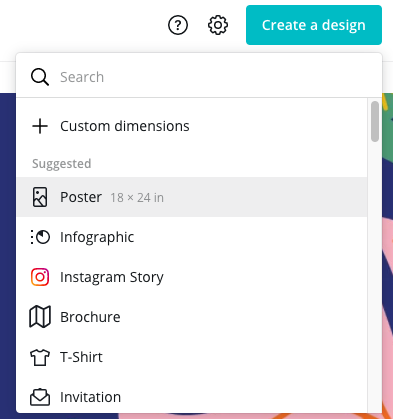 Create a design
Search
Custom dimensions
Suggested
Poster 18 × 24 in
Infographic
Instagram Story
Brochure
T-Shirt
Invitation